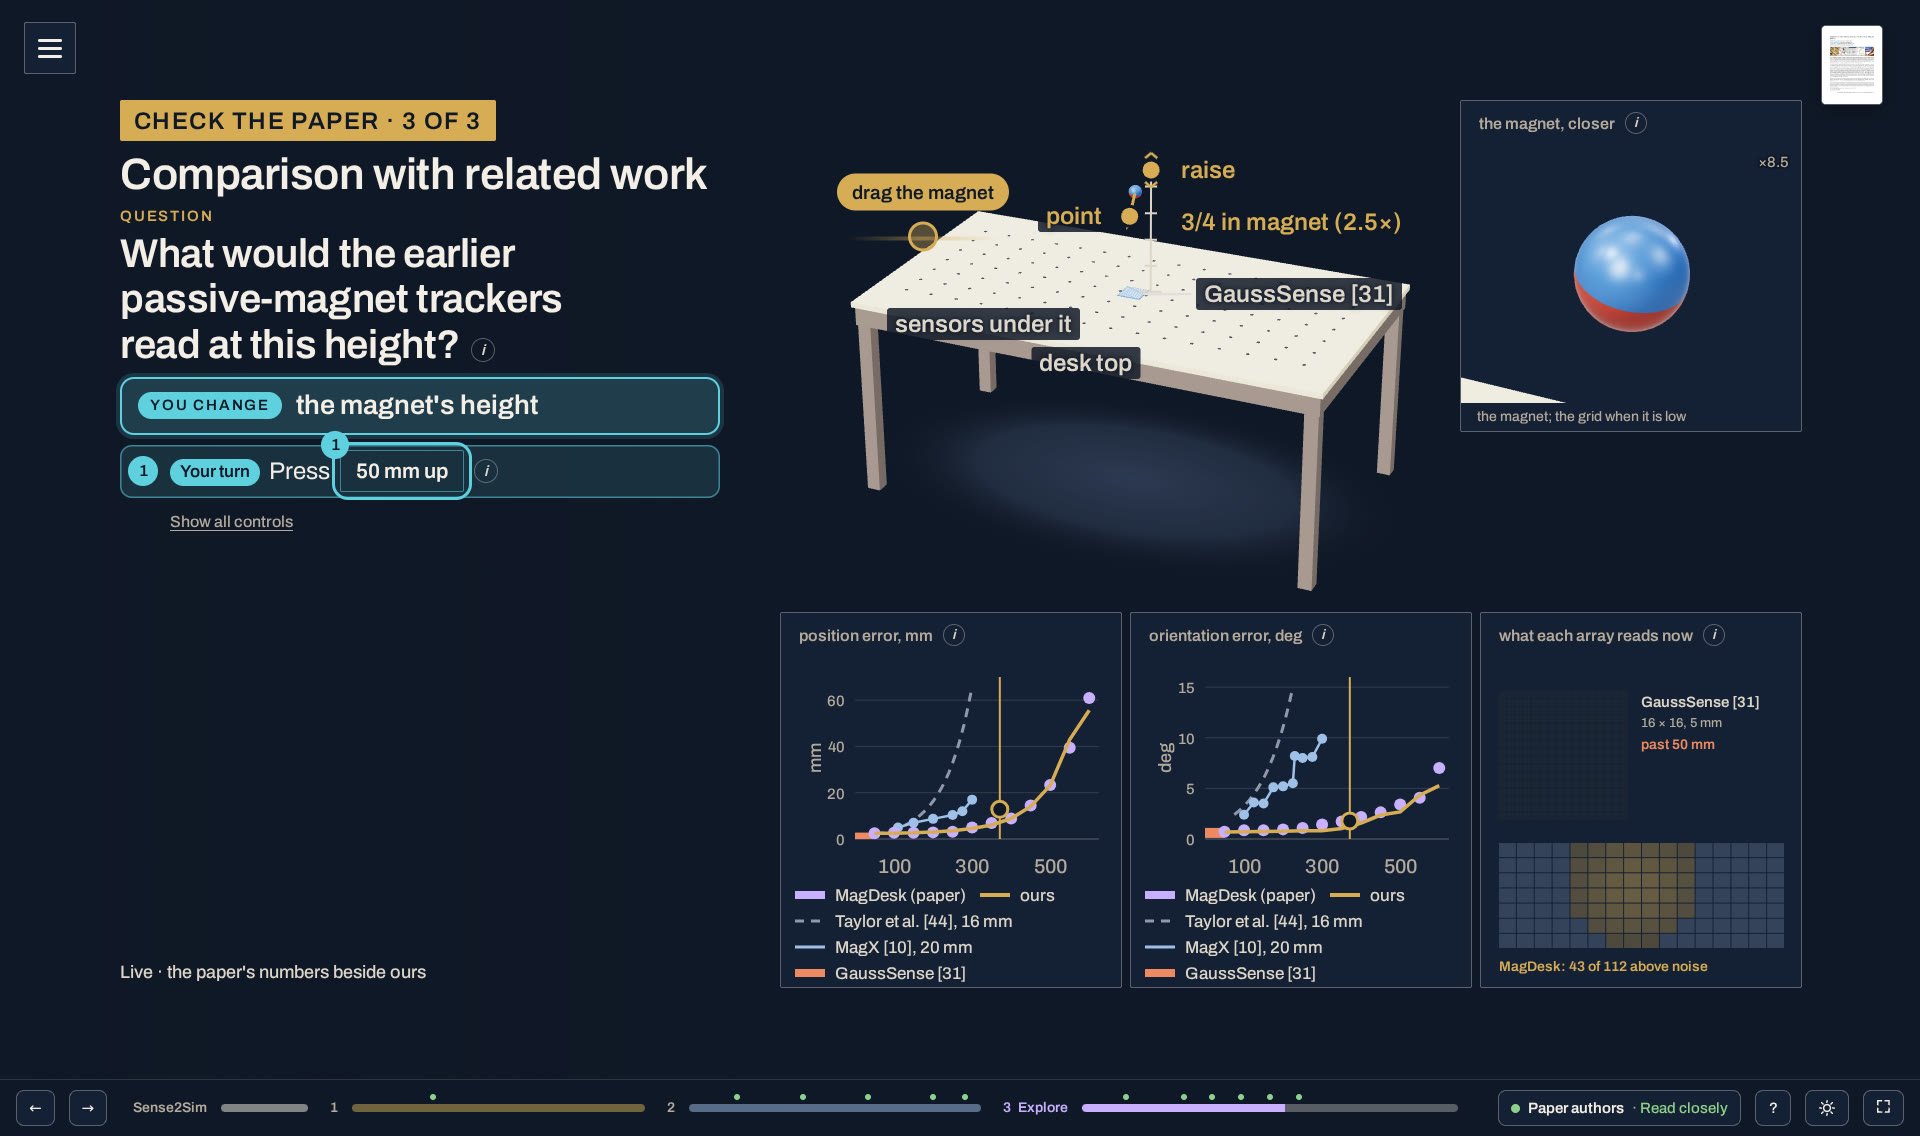 CHECK THE PAPER · 3 OF 3
Comparison with related work
QUESTION
What would the earlier
passive-magnet trackers
read at this height? i
YOU CHANGE the magnet's height
1
1 Your turn Press 50 mm up i
Show all controls
Live · the paper's numbers beside ours
drag the magnet
raise
point
3/4 in magnet (2.5×)
GaussSense [31]
sensors under it
desk top
the magnet, closer i
×8.5
the magnet; the grid when it is low
position error, mm i
60
40
20
0
mm
100 300 500
MagDesk (paper) ours
Taylor et al. [44], 16 mm
MagX [10], 20 mm
GaussSense [31]
orientation error, deg i
15
10
5
0
deg
100 300 500
MagDesk (paper) ours
Taylor et al. [44], 16 mm
MagX [10], 20 mm
GaussSense [31]
what each array reads now i
GaussSense [31]
16 × 16, 5 mm
past 50 mm
MagDesk: 43 of 112 above noise
← → Sense2Sim 1 2 3 Explore Paper authors · Read closely ?